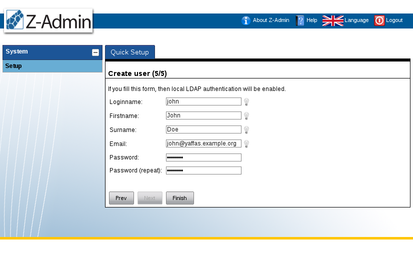 Z-Admin
About Z-Admin
Help
Language
Logout
System
Setup
Quick Setup
Create user (5/5)
If you fill this form, then local LDAP authentication will be enabled.
Loginname: john
Firstname: John
Surname: Doe
Email: john@yaffas.example.org
Password:
Password (repeat):
Prev Next Finish